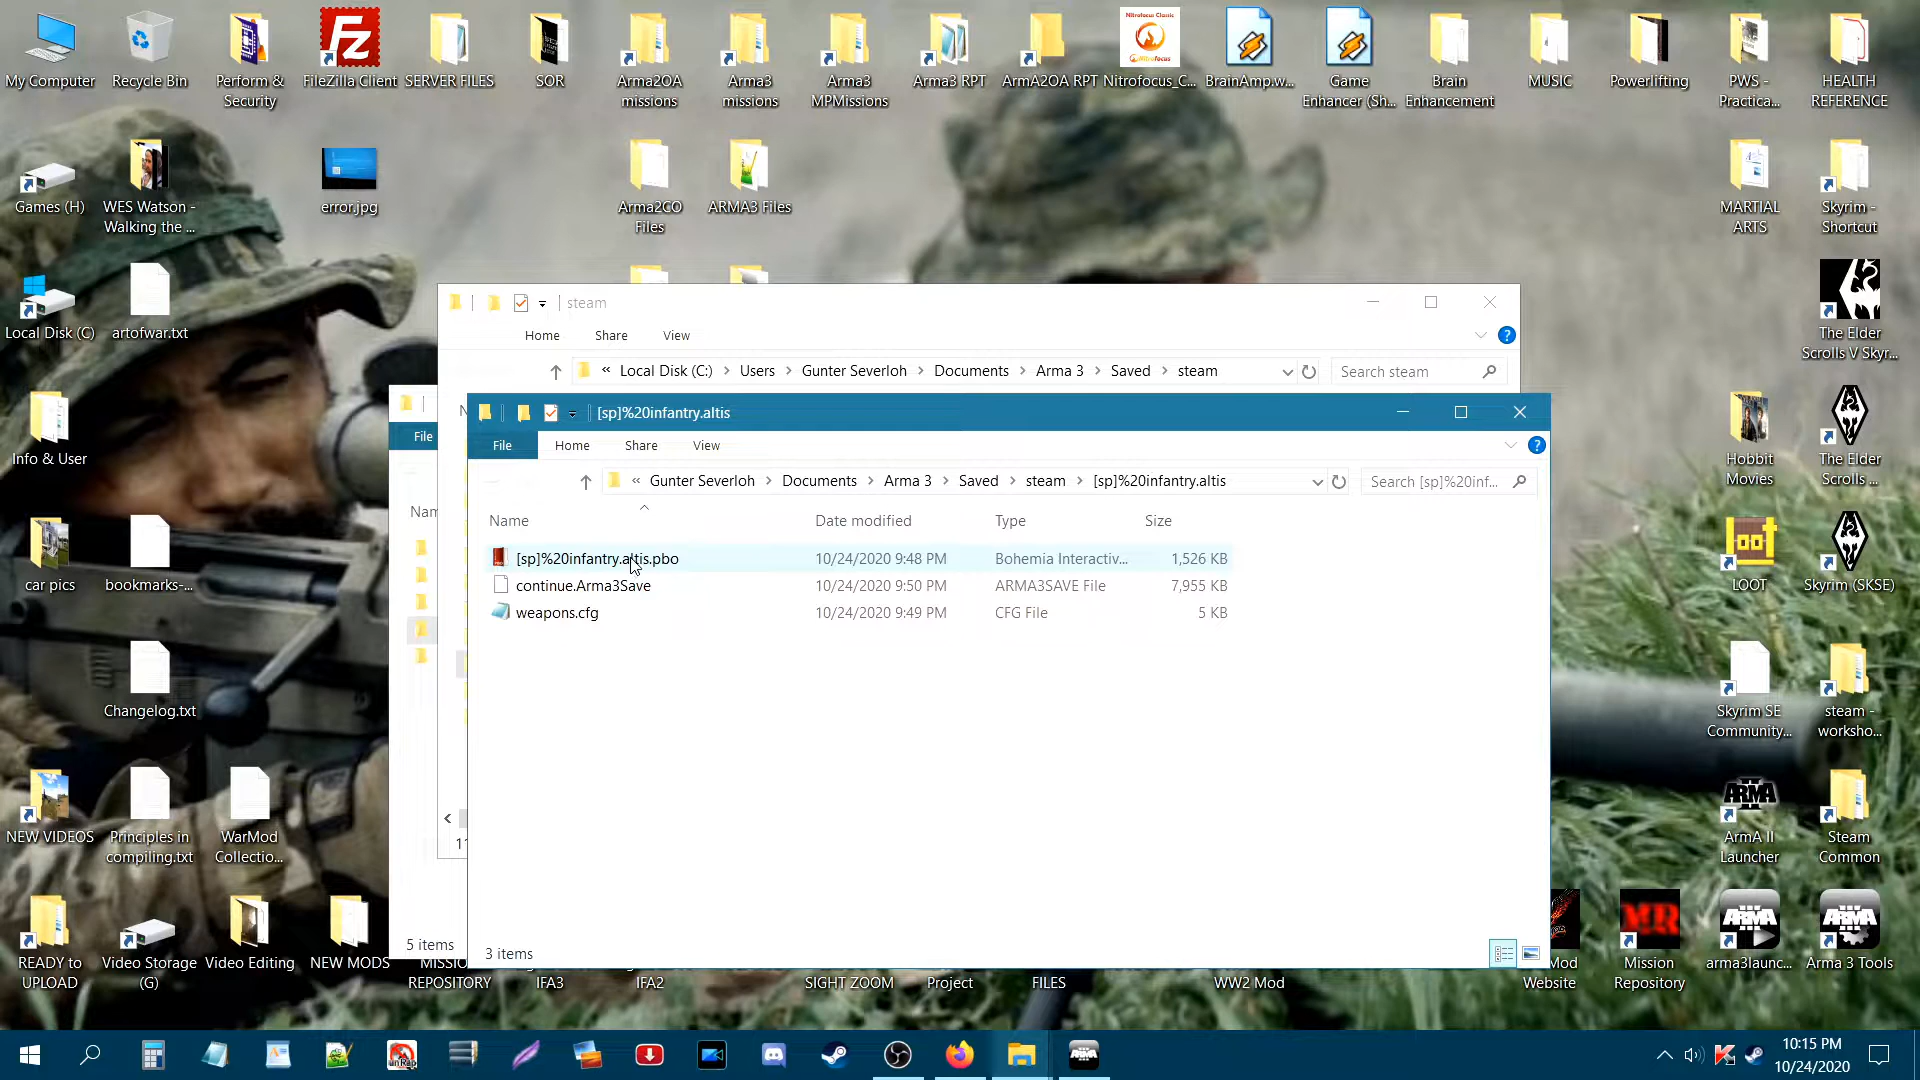 My Computer
Recycle Bin
Perform &
Security
FileZilla Client
SERVER FILES
SOR
Arma2OA
missions
Arma3
missions
Arma3
MPMissions
Arma3 RPT
ArmA2OA RPT
Nitrofocus Classic
Nitrofocus
Nitrofocus_C...
BrainAmp.w...
Game
Enhancer (Sh...
Brain
Enhancement
MUSIC
Powerlifting
PWS -
Practica...
HEALTH
REFERENCE
Games (H)
WES Watson -
Walking the ...
error.jpg
Arma2CO
Files
ARMA3 Files
MARTIAL
ARTS
Skyrim -
Shortcut
Local Disk (C)
artofwar.txt
The Elder
Scrolls V Skyr...
steam
Home
Share
View
« Local Disk (C:) > Users > Gunter Severloh > Documents > Arma 3 > Saved > steam
Search steam
File
Nam
5 items
11
[sp]%20infantry.altis
File
Home
Share
View
« Gunter Severloh > Documents > Arma 3 > Saved > steam > [sp]%20infantry.altis
Search [sp]%20inf...
Name
Date modified
Type
Size
[sp]%20infantry.altis.pbo
10/24/2020 9:48 PM
Bohemia Interactiv...
1,526 KB
continue.Arma3Save
10/24/2020 9:50 PM
ARMA3SAVE File
7,955 KB
weapons.cfg
10/24/2020 9:49 PM
CFG File
5 KB
3 items
Info & User
Hobbit
Movies
The Elder
Scrolls ...
car pics
bookmarks-...
loot
LOOT
Skyrim (SKSE)
Changelog.txt
Skyrim SE
Community...
steam -
worksho...
NEW VIDEOS
Principles in
compiling.txt
WarMod
Collectio...
ARMA
ArmA II
Launcher
Steam
Common
READY to
UPLOAD
Video Storage
(G)
Video Editing
NEW MODS
MISSION
REPOSITORY
IFA3
IFA2
SIGHT ZOOM
Project
FILES
WW2 Mod
Mod
Website
MR
Mission
Repository
ARMA
arma3launc...
ARMA
Arma 3 Tools
unRap
ARMA
10:15 PM
10/24/2020